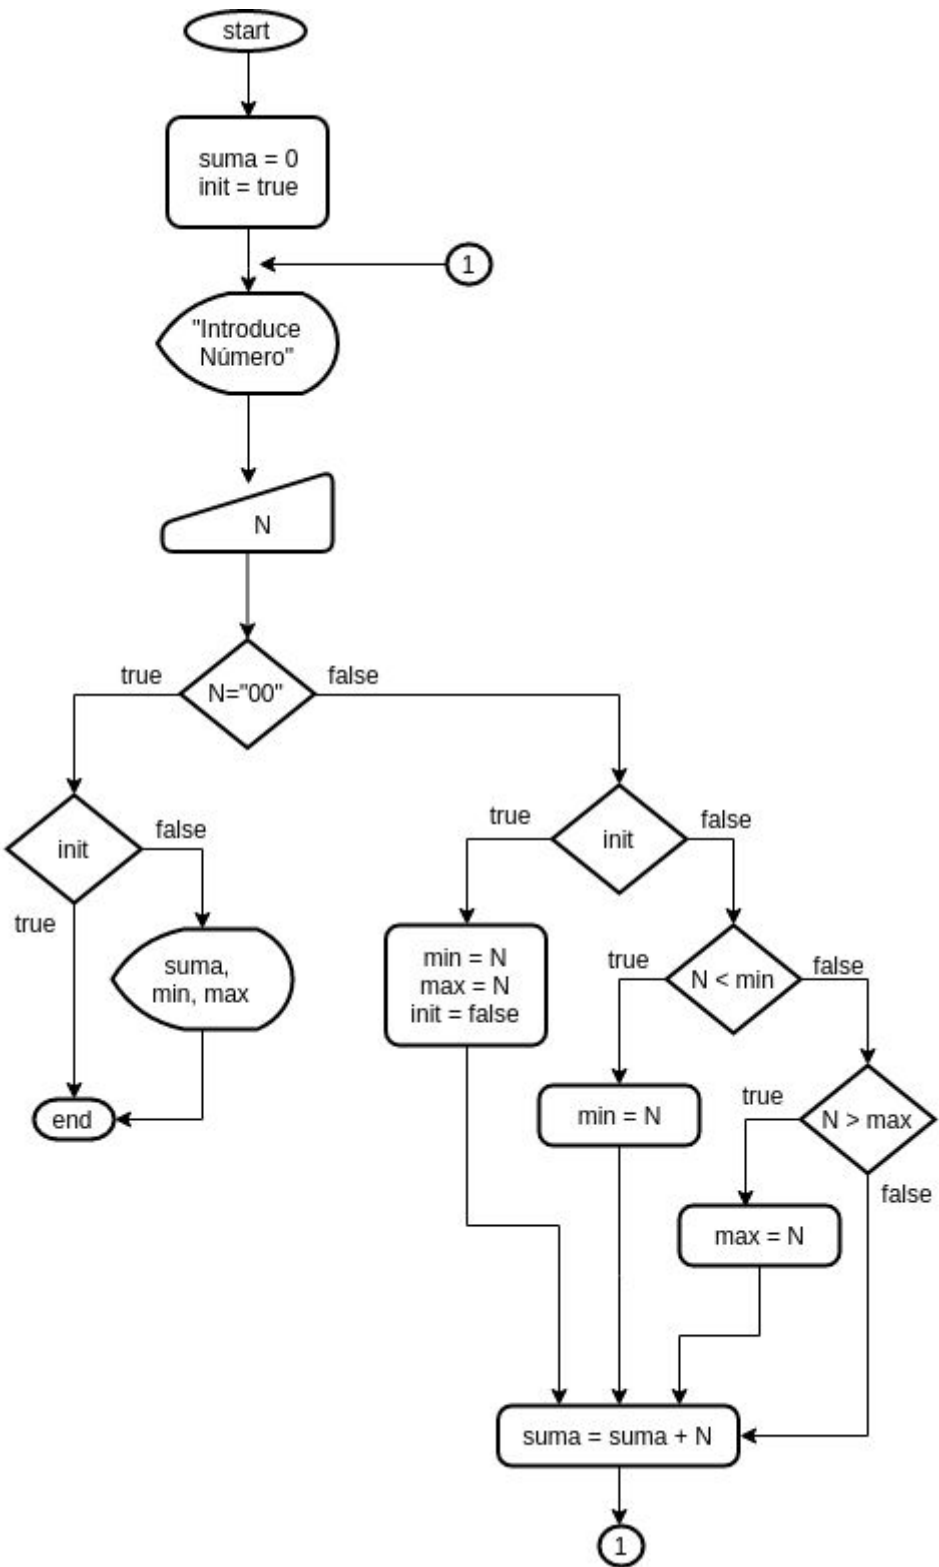 start
suma = 0
init = true
1
"Introduce
Número"
N
N="00"
true
false
init
true
false
suma,
min, max
end
init
true
false
min = N
max = N
init = false
N < min
true
false
min = N
N > max
true
false
max = N
suma = suma + N
1